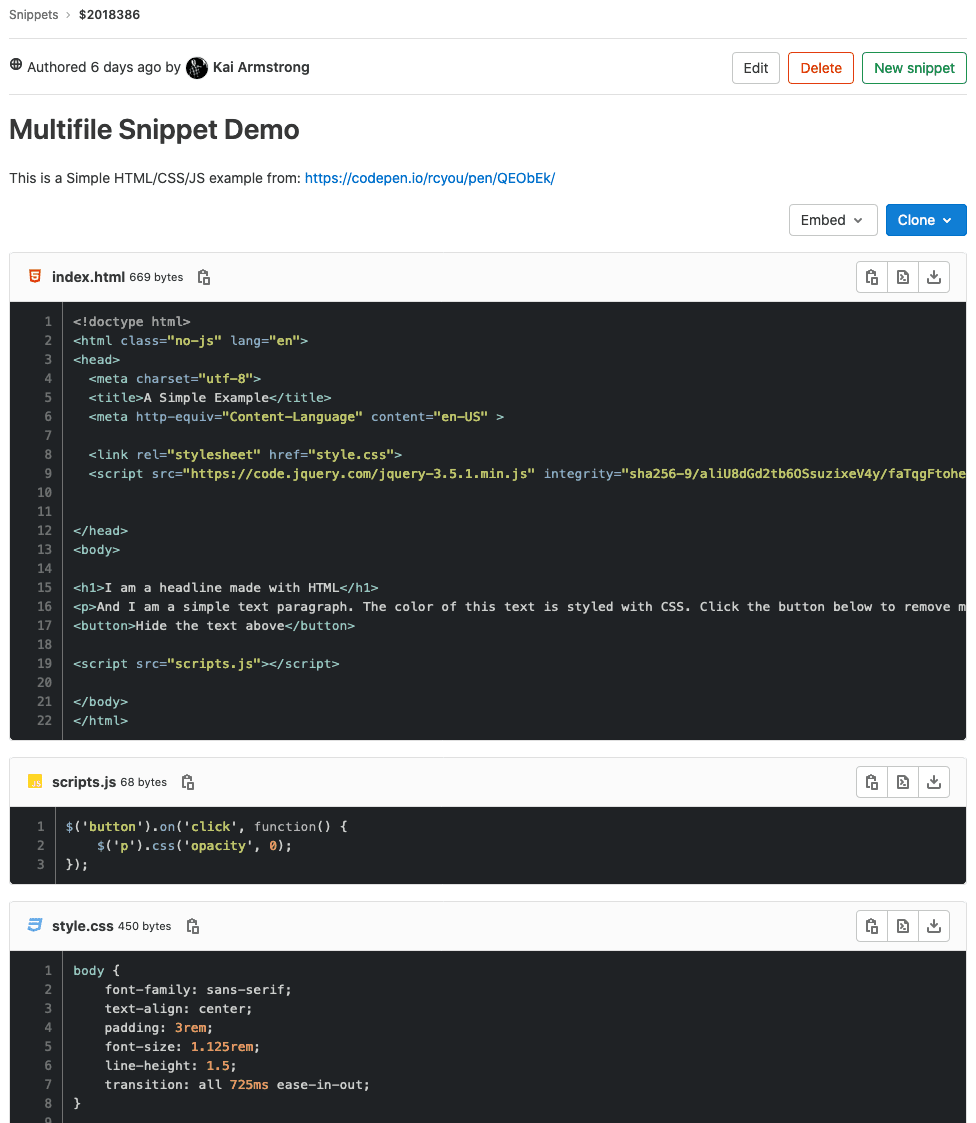 Snippets › $2018386
Authored 6 days ago by Kai Armstrong
Edit Delete New snippet
Multifile Snippet Demo
This is a Simple HTML/CSS/JS example from: https://codepen.io/rcyou/pen/QEObEk/
Embed Clone
index.html 669 bytes
1 <!doctype html>
2 <html class="no-js" lang="en">
3 <head>
4   <meta charset="utf-8">
5   <title>A Simple Example</title>
6   <meta http-equiv="Content-Language" content="en-US" >
7
8   <link rel="stylesheet" href="style.css">
9   <script src="https://code.jquery.com/jquery-3.5.1.min.js" integrity="sha256-9/aliU8dGd2tb6OSsuzixeV4y/faTqgFtohe
10
11
12 </head>
13 <body>
14
15 <h1>I am a headline made with HTML</h1>
16 <p>And I am a simple text paragraph. The color of this text is styled with CSS. Click the button below to remove m
17 <button>Hide the text above</button>
18
19 <script src="scripts.js"></script>
20
21 </body>
22 </html>
scripts.js 68 bytes
1 $('button').on('click', function() {
2     $('p').css('opacity', 0);
3 });
style.css 450 bytes
1 body {
2     font-family: sans-serif;
3     text-align: center;
4     padding: 3rem;
5     font-size: 1.125rem;
6     line-height: 1.5;
7     transition: all 725ms ease-in-out;
8 }
9